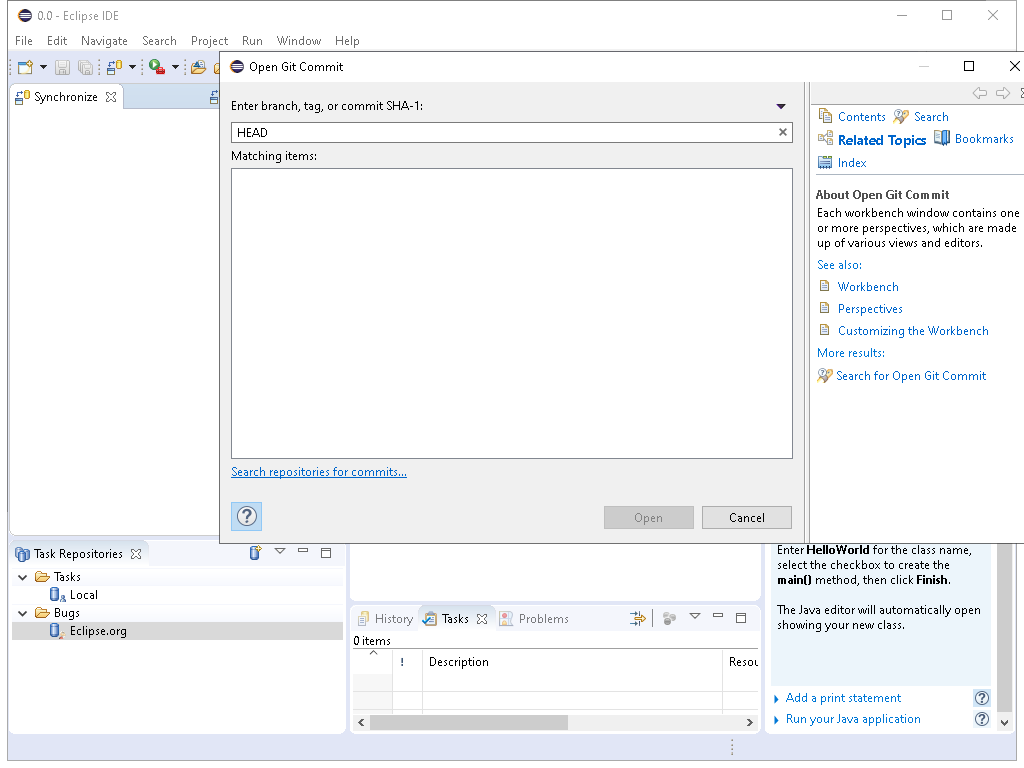 0.0 - Eclipse IDE
File Edit Navigate Search Project Run Window Help
Open Git Commit
Synchronize
Enter branch, tag, or commit SHA-1:
HEAD
Matching items:
Search repositories for commits...
Open Cancel
Contents Search
Related Topics Bookmarks
Index
About Open Git Commit
Each workbench window contains one
or more perspectives, which are made
up of various views and editors.
See also:
Workbench
Perspectives
Customizing the Workbench
More results:
Search for Open Git Commit
Task Repositories
Tasks
Local
Bugs
Eclipse.org
History Tasks Problems
0 items
! Description Resou
Enter HelloWorld for the class name,
select the checkbox to create the
main() method, then click Finish.
The Java editor will automatically open
showing your new class.
Add a print statement
Run your Java application